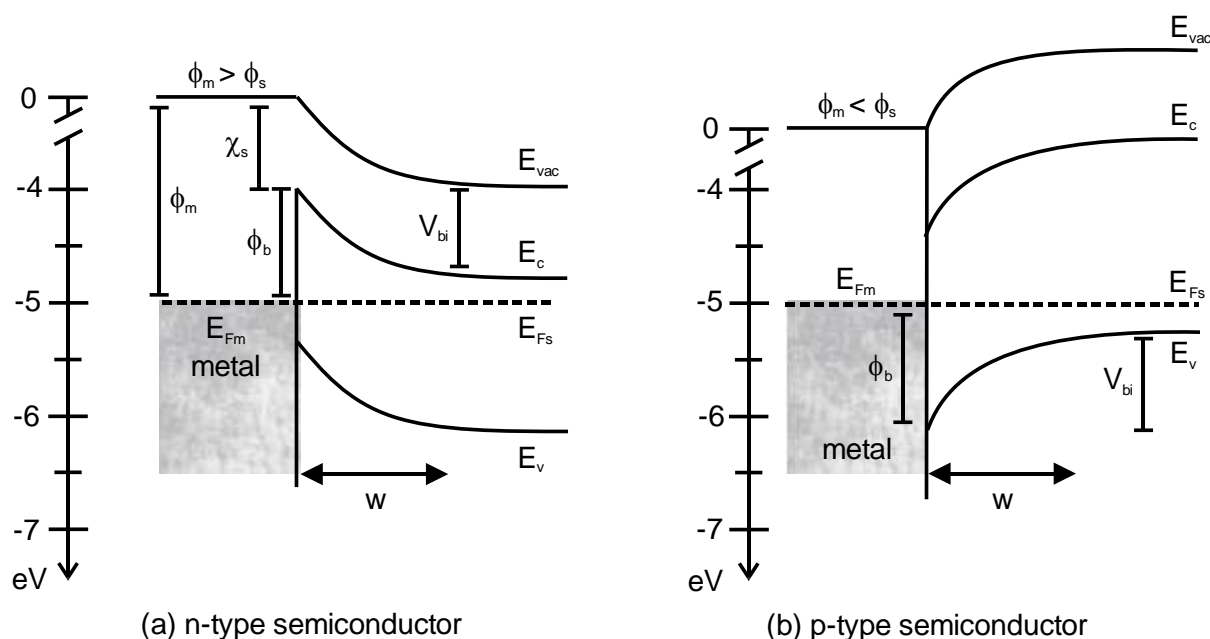 ϕm > ϕs
0
χs
-4
Evac
ϕm
Vbi
ϕb
Ec
-5
EFm
EFs
metal
-6
Ev
w
-7
eV
(a) n-type semiconductor
Evac
ϕm < ϕs
0
Ec
-4
EFm
EFs
-5
ϕb
Ev
Vbi
-6
metal
w
-7
eV
(b) p-type semiconductor